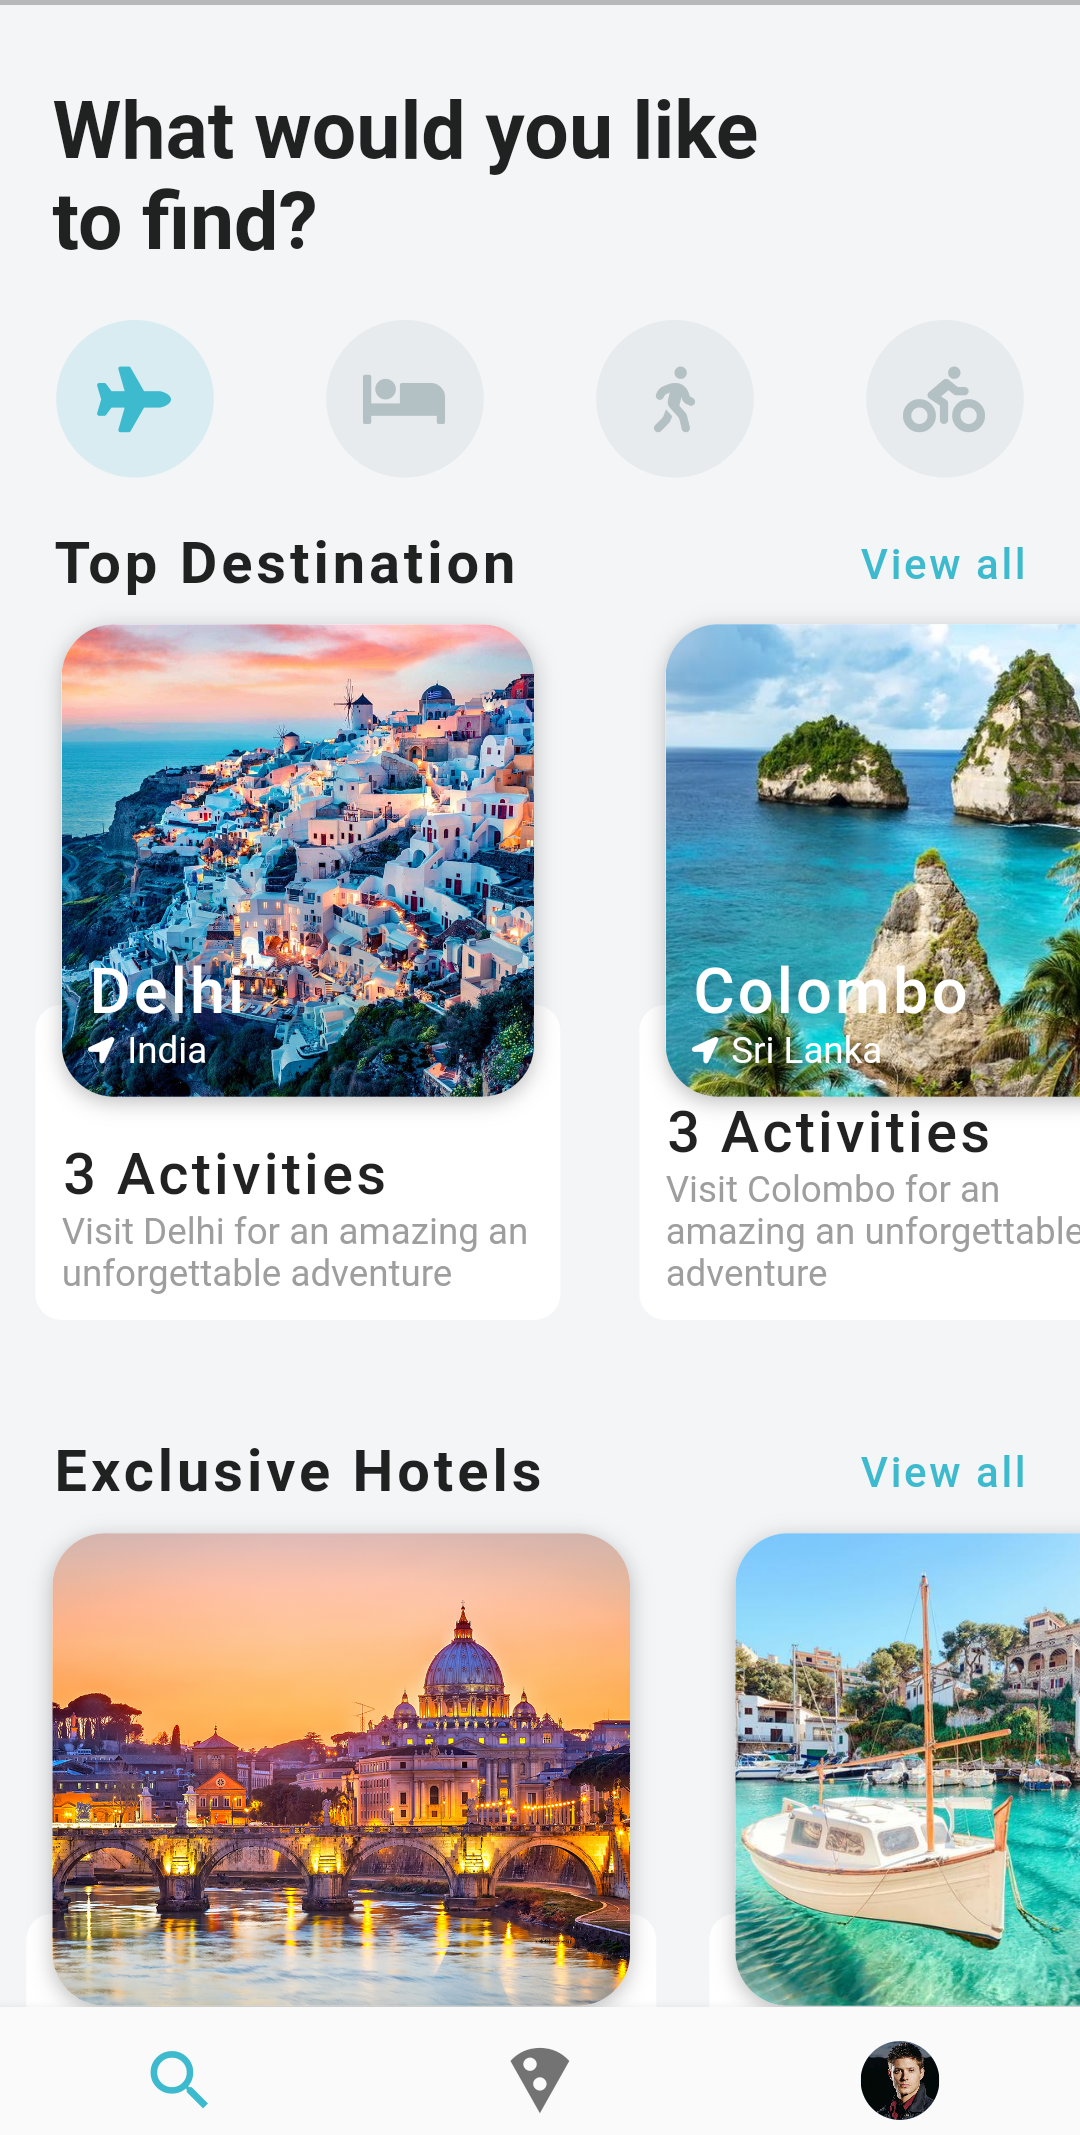 What would you like
to find?
Top Destination
View all
Delhi
India
3 Activities
Visit Delhi for an amazing an
unforgettable adventure
Colombo
Sri Lanka
3 Activities
Visit Colombo for an
amazing an unforgettable
adventure
Exclusive Hotels
View all